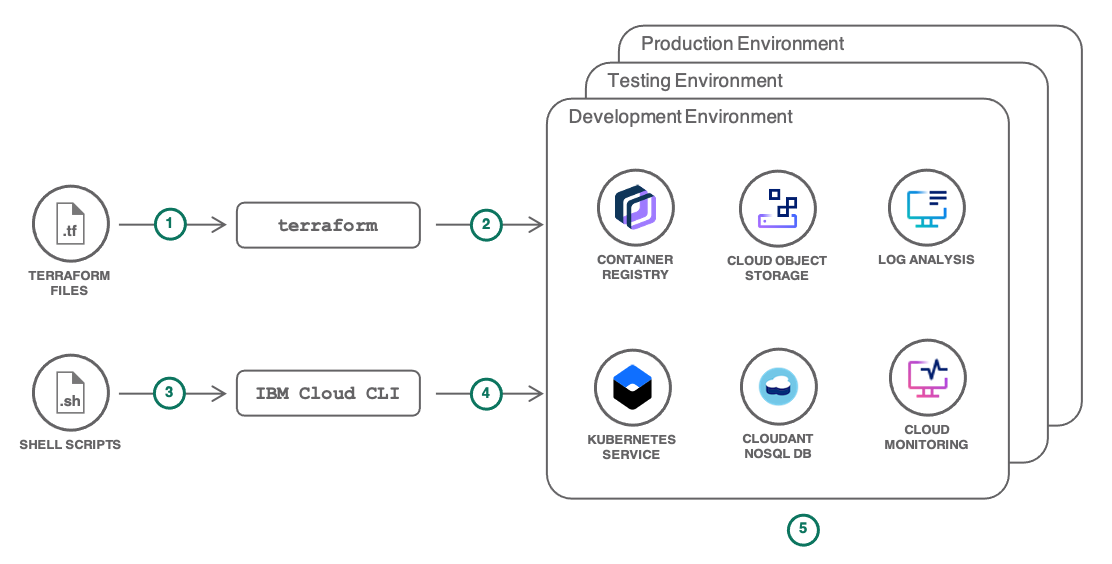 Production Environment
Testing Environment
Development Environment
.tf
1
terraform
2
TERRAFORM
FILES
CONTAINER
REGISTRY
CLOUD OBJECT
STORAGE
LOG ANALYSIS
.sh
3
IBM Cloud CLI
4
SHELL SCRIPTS
KUBERNETES
SERVICE
CLOUDANT
NOSQL DB
CLOUD
MONITORING
5